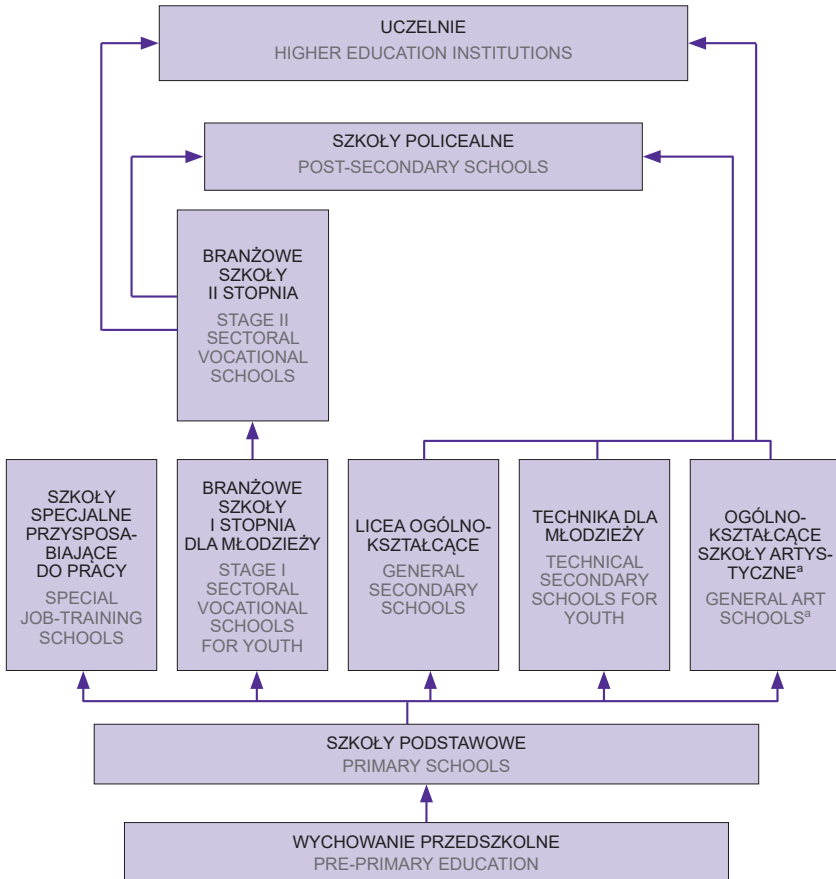 UCZELNIE
HIGHER EDUCATION INSTITUTIONS
SZKOŁY POLICEALNE
POST-SECONDARY SCHOOLS
BRANŻOWE
SZKOŁY
II STOPNIA
STAGE II
SECTORAL
VOCATIONAL
SCHOOLS
SZKOŁY
SPECJALNE
PRZYSPOSA-
BIAJĄCE
DO PRACY
SPECIAL
JOB-TRAINING
SCHOOLS
BRANŻOWE
SZKOŁY
I STOPNIA
DLA MŁODZIEŻY
STAGE I
SECTORAL
VOCATIONAL
SCHOOLS
FOR YOUTH
LICEA OGÓLNO-
KSZTAŁCĄCE
GENERAL
SECONDARY
SCHOOLS
TECHNIKA DLA
MŁODZIEŻY
TECHNICAL
SECONDARY
SCHOOLS FOR
YOUTH
OGÓLNO-
KSZTAŁCĄCE
SZKOŁY ARTYS-
TYCZNEᵃ
GENERAL ART
SCHOOLSᵃ
SZKOŁY PODSTAWOWE
PRIMARY SCHOOLS
WYCHOWANIE PRZEDSZKOLNE
PRE-PRIMARY EDUCATION